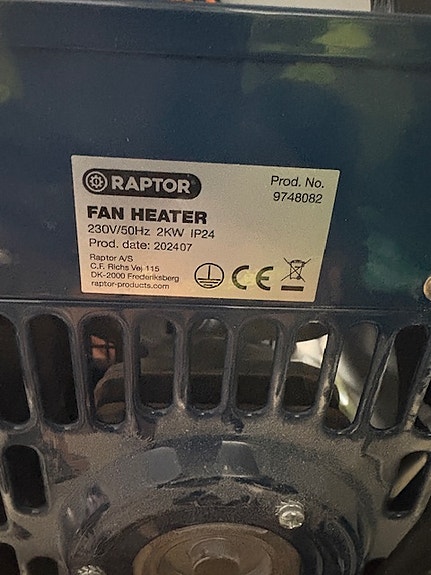 RAPTOR
Prod. No.
9748082
FAN HEATER
230V/50Hz 2KW IP24
Prod. date: 202407
Raptor A/S
C.F. Richs Vej 115
DK-2000 Frederiksberg
raptor-products.com
CE